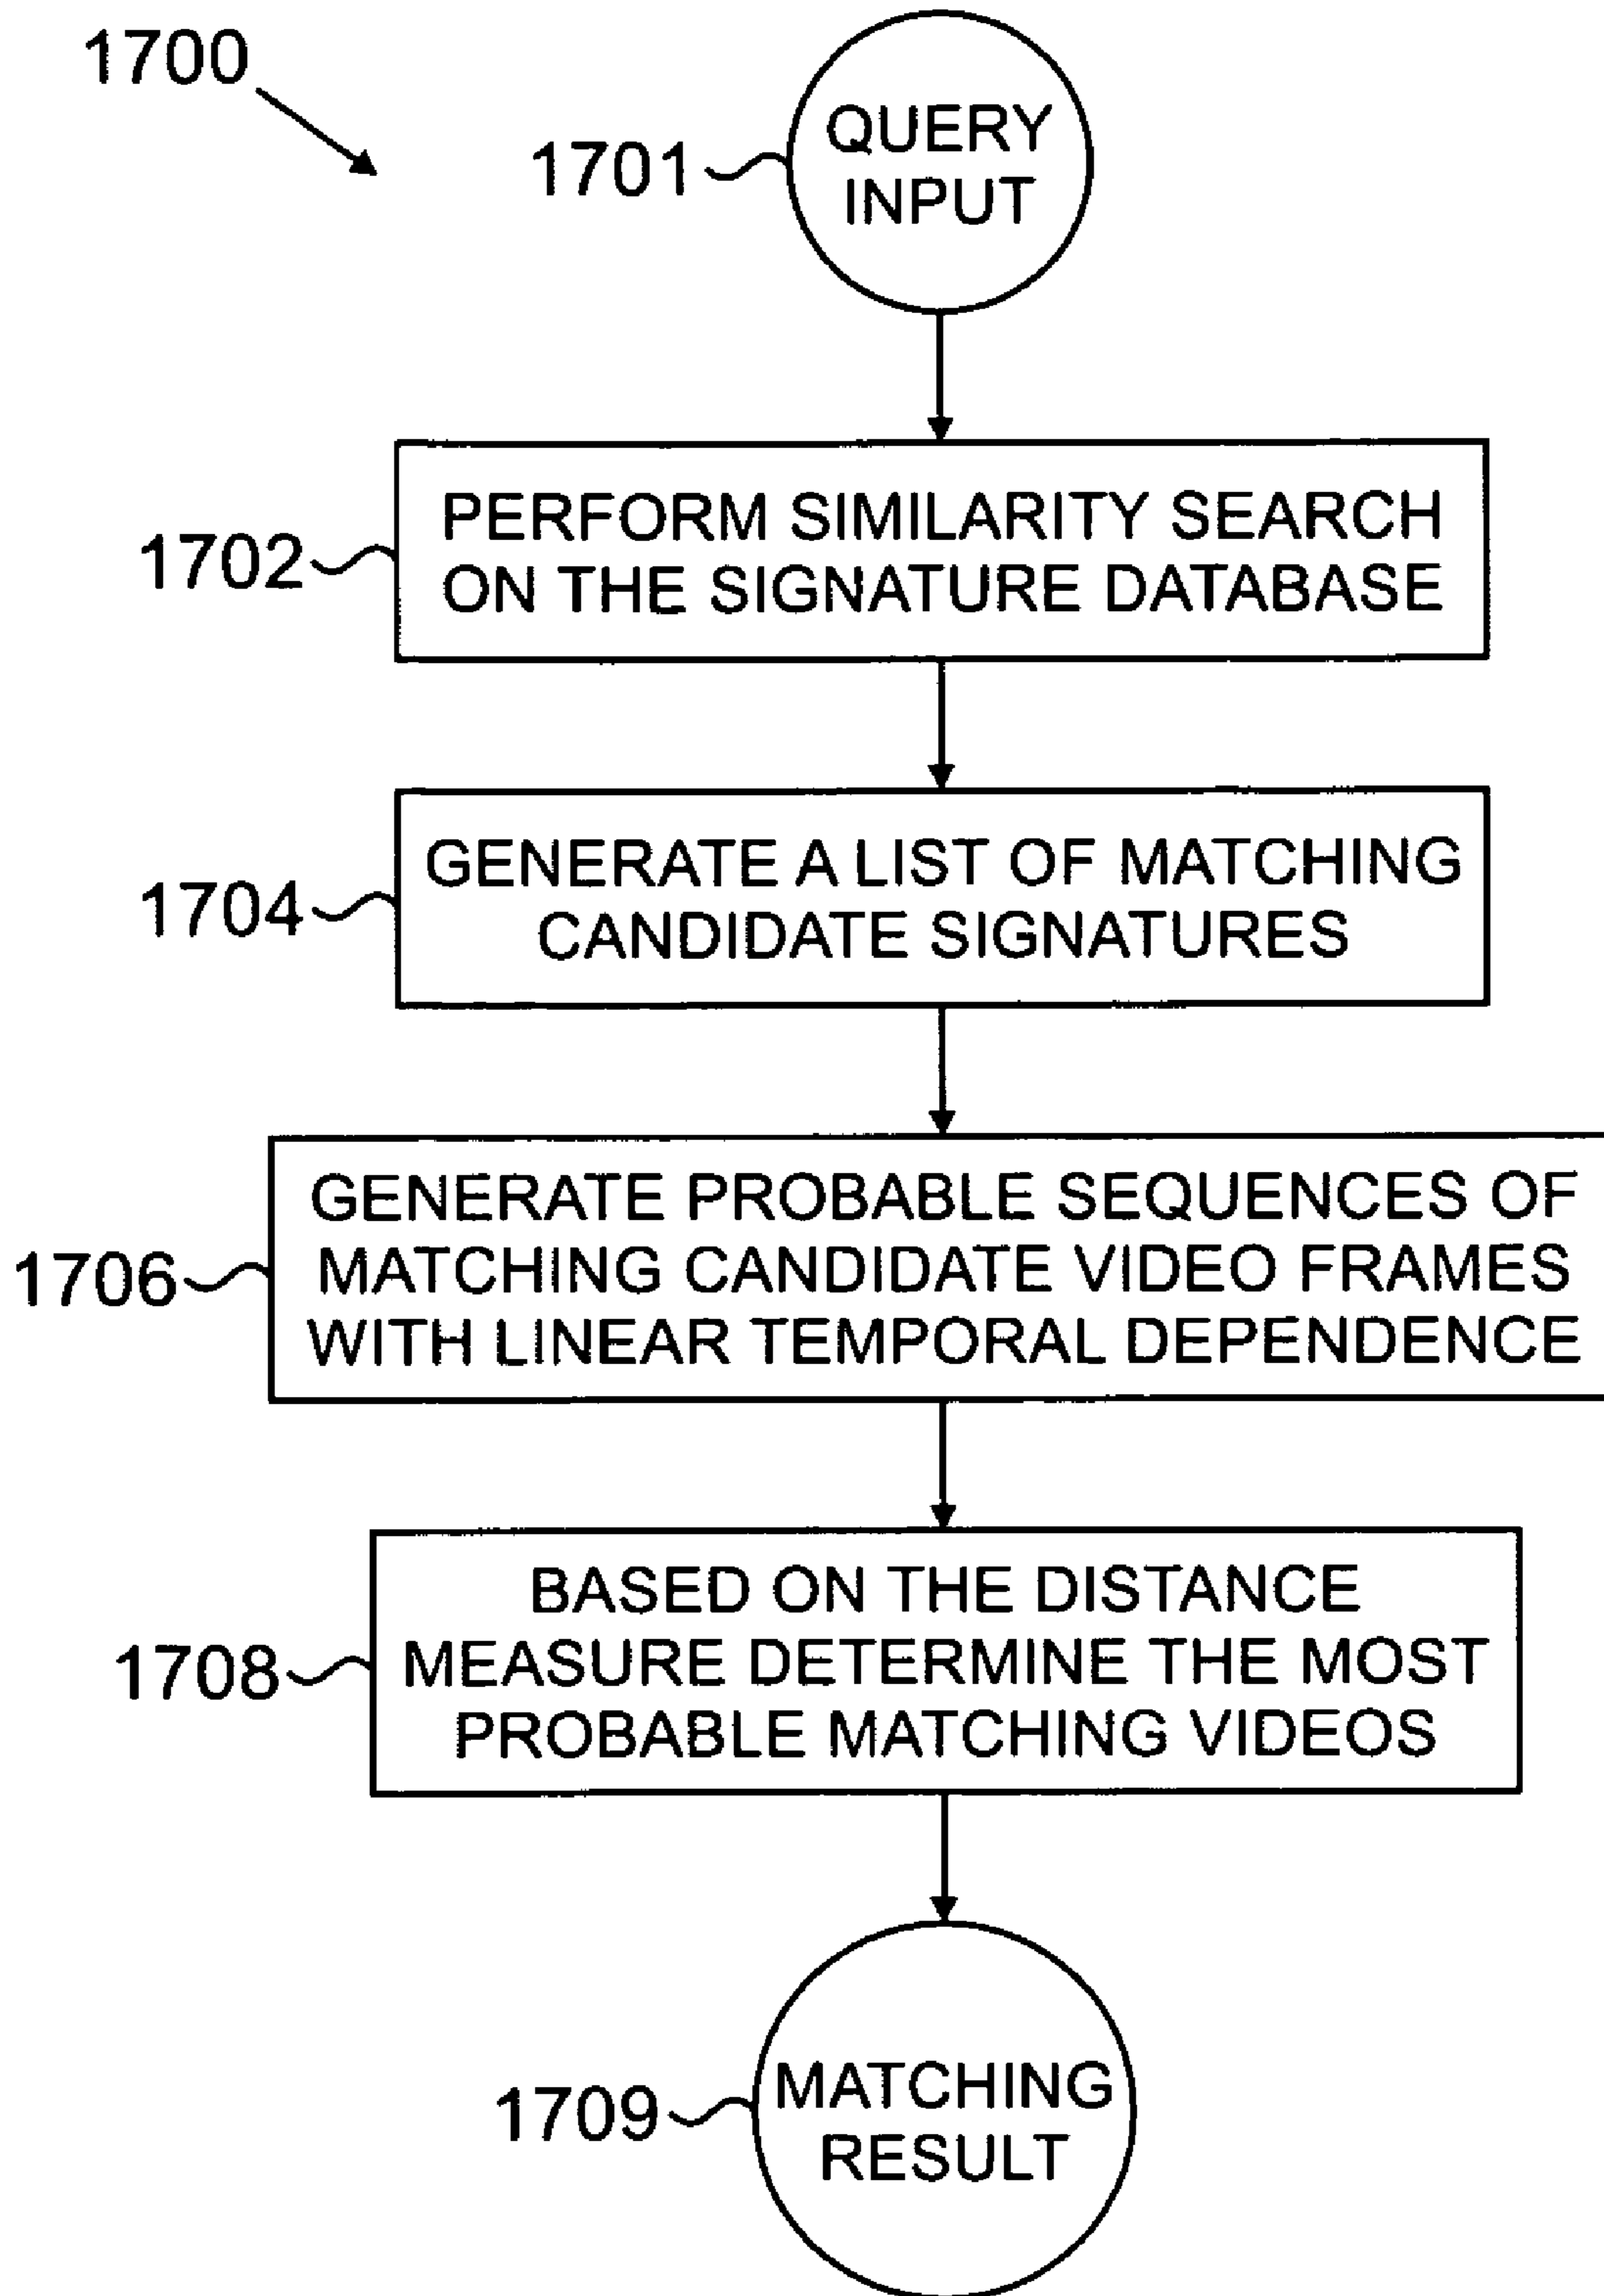 1700
1701
QUERY
INPUT
1702
PERFORM SIMILARITY SEARCH
ON THE SIGNATURE DATABASE
1704
GENERATE A LIST OF MATCHING
CANDIDATE SIGNATURES
1706
GENERATE PROBABLE SEQUENCES OF
MATCHING CANDIDATE VIDEO FRAMES
WITH LINEAR TEMPORAL DEPENDENCE
1708
BASED ON THE DISTANCE
MEASURE DETERMINE THE MOST
PROBABLE MATCHING VIDEOS
1709
MATCHING
RESULT